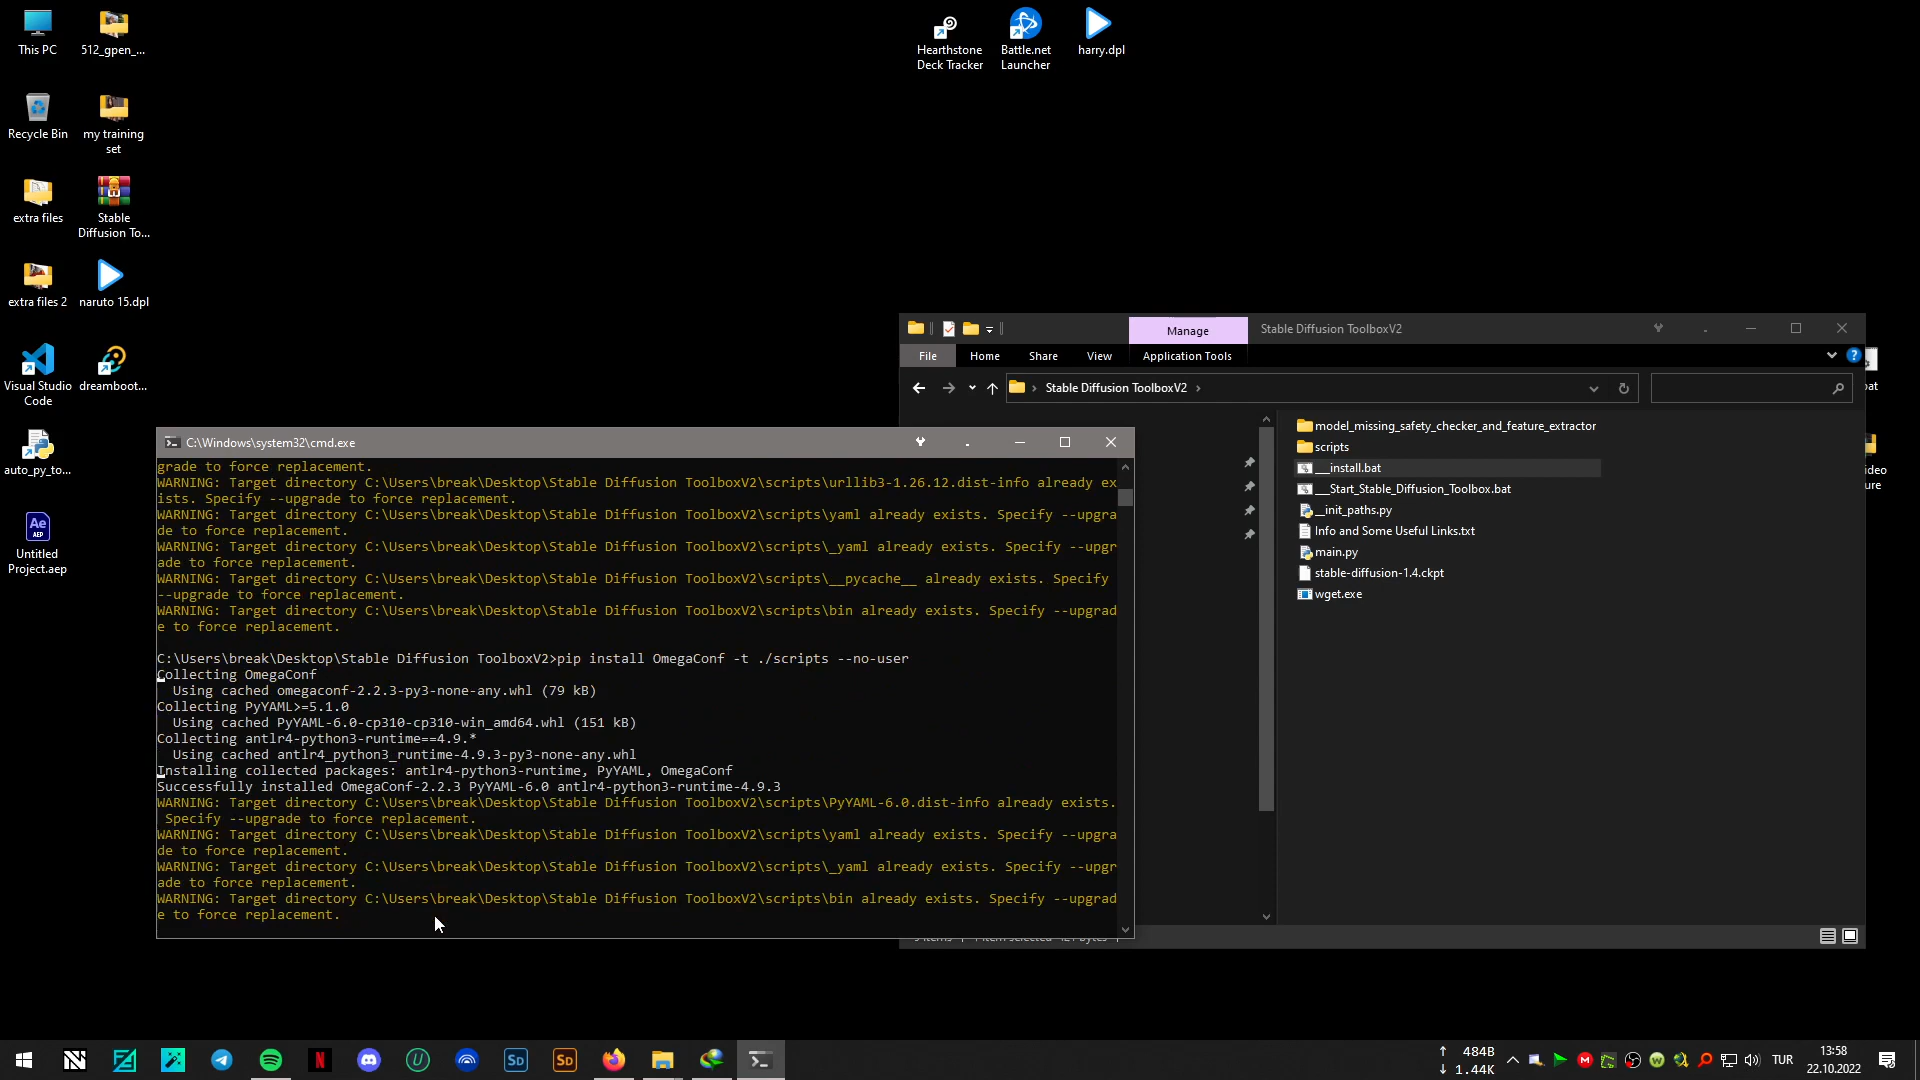 This PC
512_gpen_...
Recycle Bin
my training
set
extra files
Stable
Diffusion To...
extra files 2
naruto 15.dpl
Visual Studio
Code
dreamboot...
auto_py_to...
Ae
AEP
Untitled
Project.aep
Hearthstone
Deck Tracker
Battle.net
Launcher
harry.dpl
Manage
Stable Diffusion ToolboxV2
File
Home
Share
View
Application Tools
Stable Diffusion ToolboxV2
model_missing_safety_checker_and_feature_extractor
scripts
__install.bat
___Start_Stable_Diffusion_Toolbox.bat
__init_paths.py
Info and Some Useful Links.txt
main.py
stable-diffusion-1.4.ckpt
wget.exe
C:\Windows\system32\cmd.exe
grade to force replacement.
WARNING: Target directory C:\Users\break\Desktop\Stable Diffusion ToolboxV2\scripts\urllib3-1.26.12.dist-info already ex
ists. Specify --upgrade to force replacement.
WARNING: Target directory C:\Users\break\Desktop\Stable Diffusion ToolboxV2\scripts\yaml already exists. Specify --upgra
de to force replacement.
WARNING: Target directory C:\Users\break\Desktop\Stable Diffusion ToolboxV2\scripts\_yaml already exists. Specify --upgr
ade to force replacement.
WARNING: Target directory C:\Users\break\Desktop\Stable Diffusion ToolboxV2\scripts\__pycache__ already exists. Specify
--upgrade to force replacement.
WARNING: Target directory C:\Users\break\Desktop\Stable Diffusion ToolboxV2\scripts\bin already exists. Specify --upgrad
e to force replacement.
C:\Users\break\Desktop\Stable Diffusion ToolboxV2>pip install OmegaConf -t ./scripts --no-user
Collecting OmegaConf
Using cached omegaconf-2.2.3-py3-none-any.whl (79 kB)
Collecting PyYAML>=5.1.0
Using cached PyYAML-6.0-cp310-cp310-win_amd64.whl (151 kB)
Collecting antlr4-python3-runtime==4.9.*
Using cached antlr4_python3_runtime-4.9.3-py3-none-any.whl
Installing collected packages: antlr4-python3-runtime, PyYAML, OmegaConf
Successfully installed OmegaConf-2.2.3 PyYAML-6.0 antlr4-python3-runtime-4.9.3
WARNING: Target directory C:\Users\break\Desktop\Stable Diffusion ToolboxV2\scripts\PyYAML-6.0.dist-info already exists.
Specify --upgrade to force replacement.
WARNING: Target directory C:\Users\break\Desktop\Stable Diffusion ToolboxV2\scripts\yaml already exists. Specify --upgra
de to force replacement.
WARNING: Target directory C:\Users\break\Desktop\Stable Diffusion ToolboxV2\scripts\_yaml already exists. Specify --upgr
ade to force replacement.
WARNING: Target directory C:\Users\break\Desktop\Stable Diffusion ToolboxV2\scripts\bin already exists. Specify --upgrad
e to force replacement.
Sd
Sd
484B
1.44K
TUR
13:58
22.10.2022